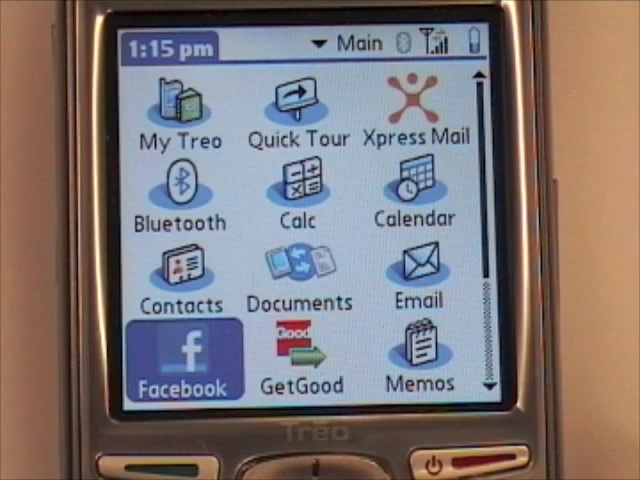 1:15 pm
Main
My Treo
Quick Tour
Xpress Mail
Bluetooth
Calc
Calendar
Contacts
Documents
Email
f
Facebook
Good
GetGood
Memos
Treo